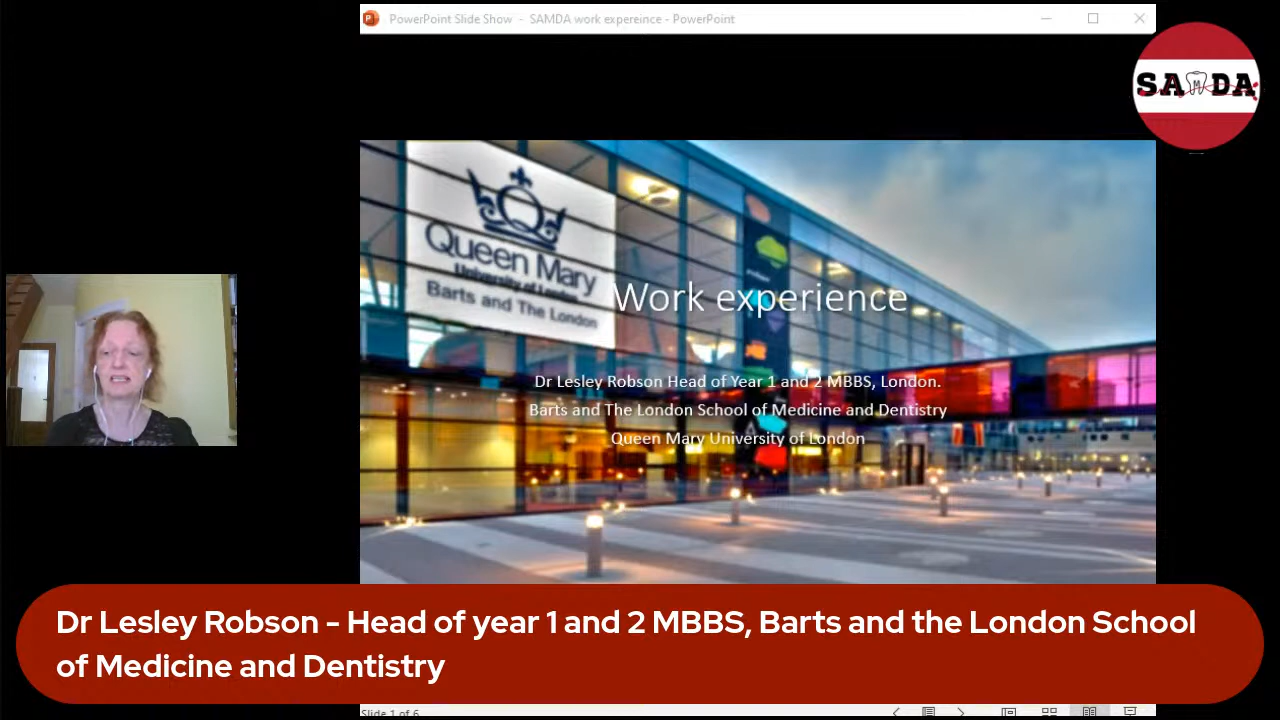 PowerPoint Slide Show - SAMDA work expereince - PowerPoint
SAMDA
Queen Mary
University of London
Barts and The London
Work experience
Dr Lesley Robson Head of Year 1 and 2 MBBS, London.
Barts and The London School of Medicine and Dentistry
Queen Mary University of London
Dr Lesley Robson - Head of year 1 and 2 MBBS, Barts and the London School
of Medicine and Dentistry
Slide 1 of 6